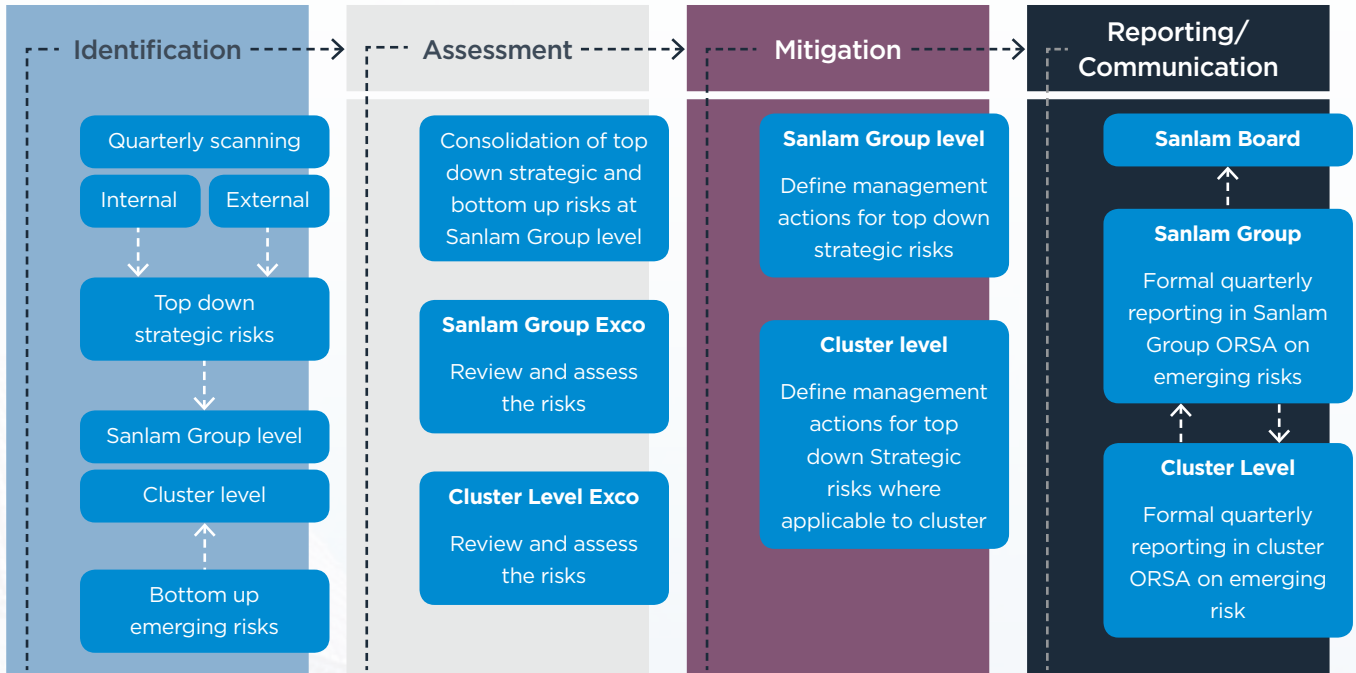 Identification
Quarterly scanning
Internal
External
Top down
strategic risks
Sanlam Group level
Cluster level
Bottom up
emerging risks
Assessment
Consolidation of top
down strategic and
bottom up risks at
Sanlam Group level
Sanlam Group Exco
Review and assess
the risks
Cluster Level Exco
Review and assess
the risks
Mitigation
Sanlam Group level
Define management
actions for top down
strategic risks
Cluster level
Define management
actions for top
down Strategic
risks where
applicable to cluster
Reporting/
Communication
Sanlam Board
Sanlam Group
Formal quarterly
reporting in Sanlam
Group ORSA on
emerging risks
Cluster Level
Formal quarterly
reporting in cluster
ORSA on emerging
risk